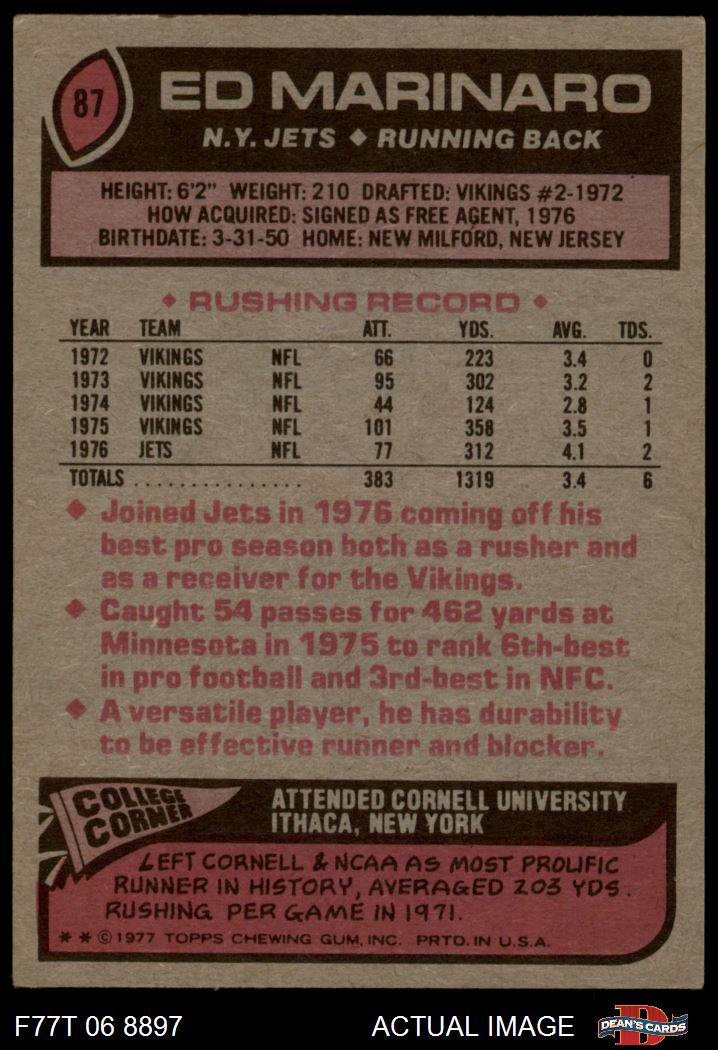 87
ED MARINARO
N.Y. JETS ♦ RUNNING BACK
HEIGHT: 6'2" WEIGHT: 210 DRAFTED: VIKINGS #2-1972
HOW ACQUIRED: SIGNED AS FREE AGENT, 1976
BIRTHDATE: 3-31-50 HOME: NEW MILFORD, NEW JERSEY
♦ RUSHING RECORD ♦
YEAR TEAM ATT. YDS. AVG. TDS.
1972 VIKINGS NFL 66 223 3.4 0
1973 VIKINGS NFL 95 302 3.2 2
1974 VIKINGS NFL 44 124 2.8 1
1975 VIKINGS NFL 101 358 3.5 1
1976 JETS NFL 77 312 4.1 2
TOTALS ................ 383 1319 3.4 6
♦ Joined Jets in 1976 coming off his
best pro season both as a rusher and
as a receiver for the Vikings.
♦ Caught 54 passes for 462 yards at
Minnesota in 1975 to rank 6th-best
in pro football and 3rd-best in NFC.
♦ A versatile player, he has durability
to be effective runner and blocker.
COLLEGE
CORNER
ATTENDED CORNELL UNIVERSITY
ITHACA, NEW YORK
LEFT CORNELL & NCAA AS MOST PROLIFIC
RUNNER IN HISTORY, AVERAGED 203 YDS.
RUSHING PER GAME IN 1971.
* * © 1977 TOPPS CHEWING GUM, INC. PRTD. IN U.S.A.
F77T 06 8897 ACTUAL IMAGE
D
DEAN'S CARDS